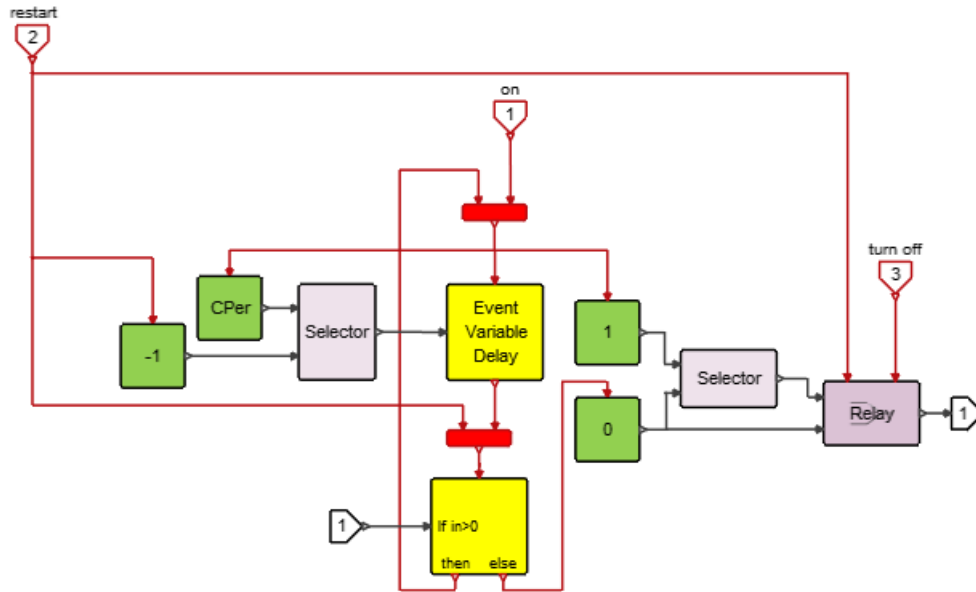 restart
2
on
1
turn off
3
CPer
-1
Selector
Event
Variable
Delay
1
0
Selector
Relay
1
1
If in>0
then else